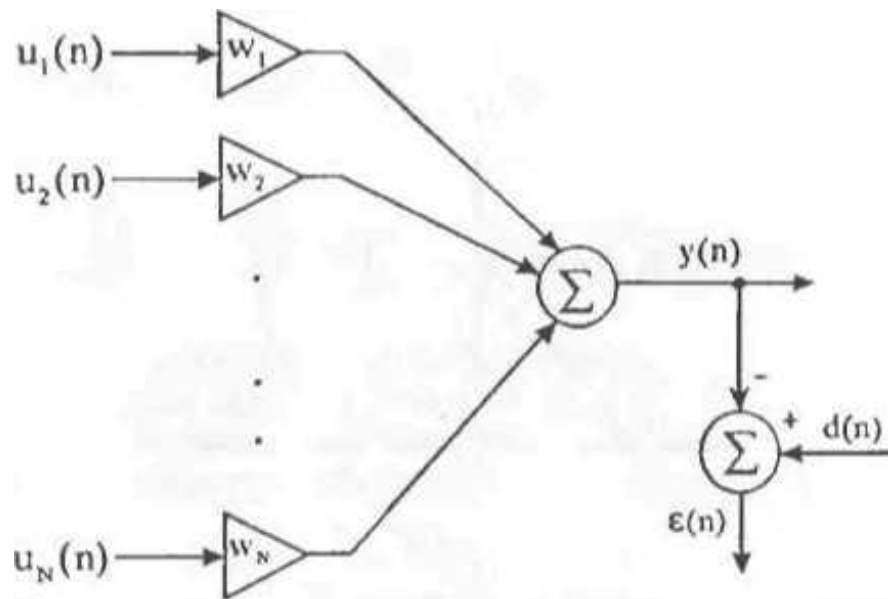 u₁(n) W₁
u₂(n) W₂
Σ y(n)
-
+ d(n)
Σ
ε(n)
u_N(n) W_N